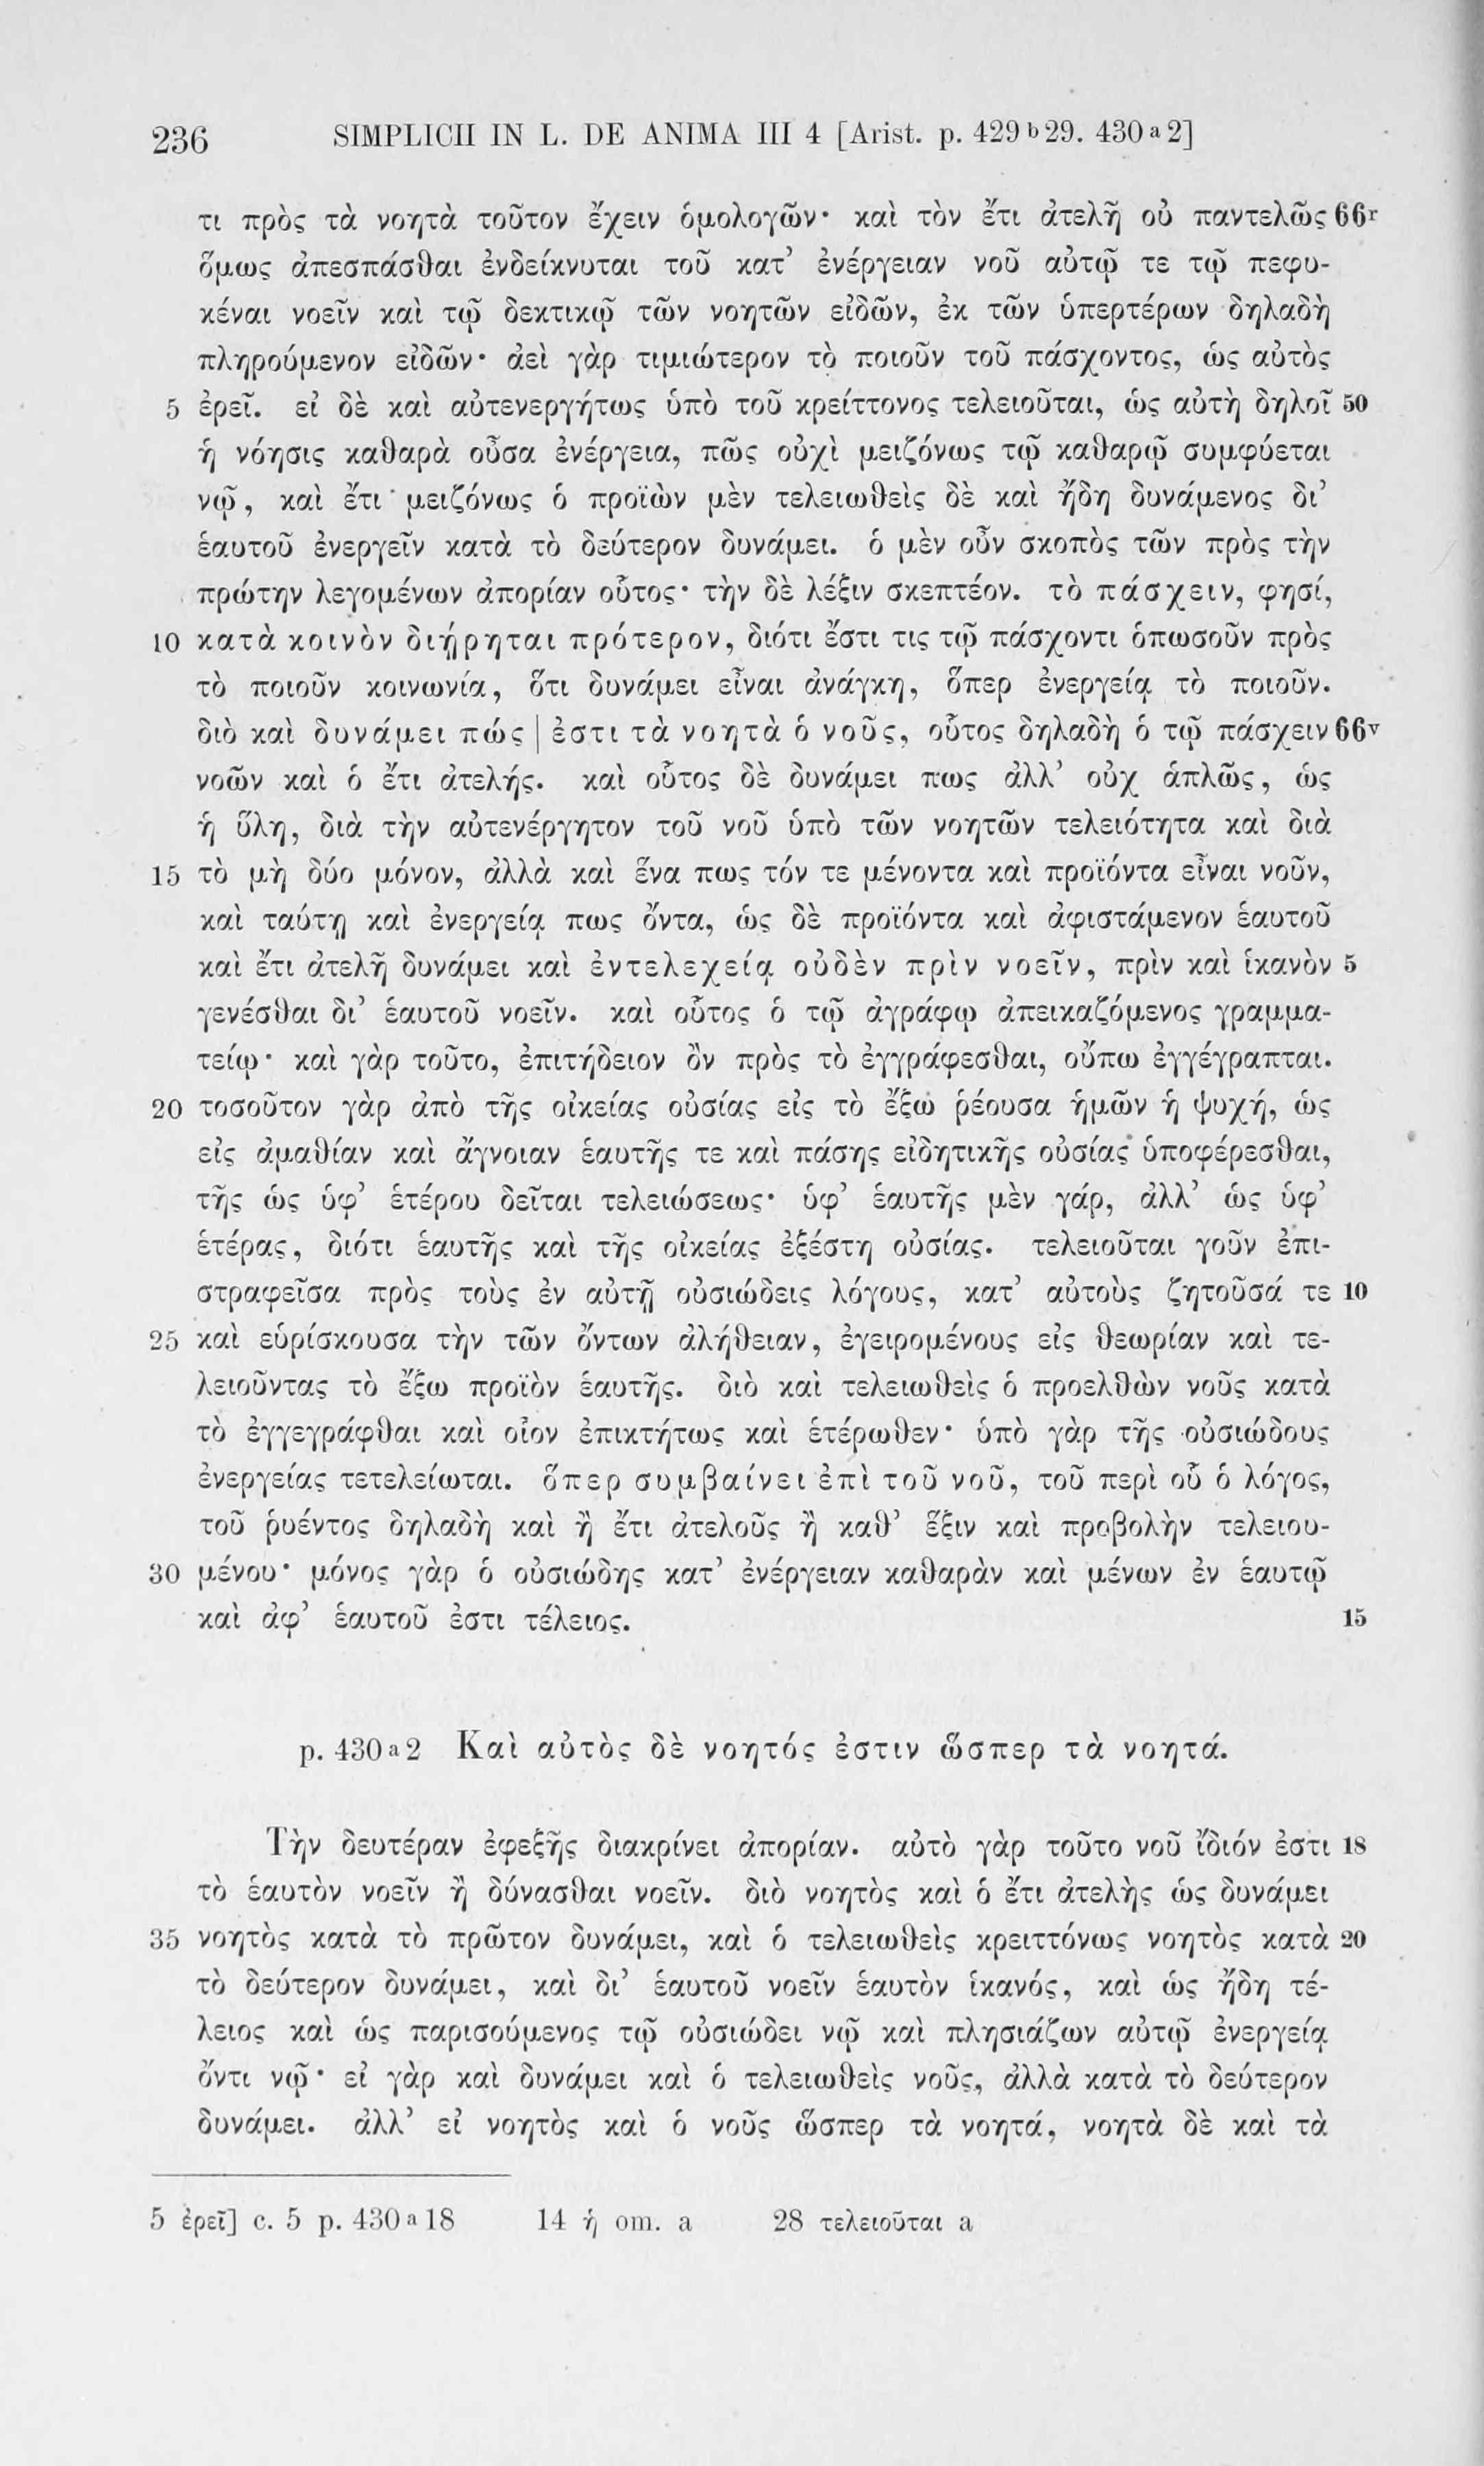 236 SIMPLICII IN L. DE ANIMA III 4 [Arist. p. 429 b 29. 430 a 2]
τι πρὸς τὰ νοητὰ τοῦτον ἔχειν ὁμολογῶν· καὶ τὸν ἔτι ἀτελῆ οὐ παντελῶς 66r
ὅμως ἀπεσπάσθαι ἐνδείκνυται τοῦ κατ’ ἐνέργειαν νοῦ αὐτῷ τε τῷ πεφυ-
κέναι νοεῖν καὶ τῷ δεκτικῷ τῶν νοητῶν εἰδῶν, ἐκ τῶν ὑπερτέρων δηλαδὴ
πληρούμενον εἰδῶν· ἀεὶ γὰρ τιμιώτερον τὸ ποιοῦν τοῦ πάσχοντος, ὡς αὐτὸς
5 ἐρεῖ. εἰ δὲ καὶ αὐτενεργήτως ὑπὸ τοῦ κρείττονος τελειοῦται, ὡς αὐτὴ δηλοῖ 50
ἡ νόησις καθαρὰ οὖσα ἐνέργεια, πῶς οὐχὶ μειζόνως τῷ καθαρῷ συμφύεται
νῷ, καὶ ἔτι μειζόνως ὁ προϊὼν μὲν τελειωθεὶς δὲ καὶ ἤδη δυνάμενος δι’
ἑαυτοῦ ἐνεργεῖν κατὰ τὸ δεύτερον δυνάμει. ὁ μὲν οὖν σκοπὸς τῶν πρὸς τὴν
πρώτην λεγομένων ἀπορίαν οὗτος· τὴν δὲ λέξιν σκεπτέον. τὸ πάσχειν, φησί,
10 κατὰ κοινὸν διῄρηται πρότερον, διότι ἔστι τις τῷ πάσχοντι ὁπωσοῦν πρὸς
τὸ ποιοῦν κοινωνία, ὅτι δυνάμει εἶναι ἀνάγκη, ὅπερ ἐνεργείᾳ τὸ ποιοῦν.
διὸ καὶ δυνάμει πώς | ἐστι τὰ νοητὰ ὁ νοῦς, οὗτος δηλαδὴ ὁ τῷ πάσχειν 66v
νοῶν καὶ ὁ ἔτι ἀτελής. καὶ οὗτος δὲ δυνάμει πως ἀλλ’ οὐχ ἁπλῶς, ὡς
ἡ ὕλη, διὰ τὴν αὐτενέργητον τοῦ νοῦ ὑπὸ τῶν νοητῶν τελειότητα καὶ διὰ
15 τὸ μὴ δύο μόνον, ἀλλὰ καὶ ἕνα πως τόν τε μένοντα καὶ προϊόντα εἶναι νοῦν,
καὶ ταύτῃ καὶ ἐνεργείᾳ πως ὄντα, ὡς δὲ προϊόντα καὶ ἀφιστάμενον ἑαυτοῦ
καὶ ἔτι ἀτελῆ δυνάμει καὶ ἐντελεχείᾳ οὐδὲν πρὶν νοεῖν, πρὶν καὶ ἱκανὸν 5
γενέσθαι δι’ ἑαυτοῦ νοεῖν. καὶ οὗτος ὁ τῷ ἀγράφῳ ἀπεικαζόμενος γραμμα-
τείῳ· καὶ γὰρ τοῦτο, ἐπιτήδειον ὂν πρὸς τὸ ἐγγράφεσθαι, οὔπω ἐγγέγραπται.
20 τοσοῦτον γὰρ ἀπὸ τῆς οἰκείας οὐσίας εἰς τὸ ἔξω ῥέουσα ἡμῶν ἡ ψυχή, ὡς
εἰς ἀμαθίαν καὶ ἄγνοιαν ἑαυτῆς τε καὶ πάσης εἰδητικῆς οὐσίας ὑποφέρεσθαι,
τῆς ὡς ὑφ’ ἑτέρου δεῖται τελειώσεως· ὑφ’ ἑαυτῆς μὲν γάρ, ἀλλ’ ὡς ὑφ’
ἑτέρας, διότι ἑαυτῆς καὶ τῆς οἰκείας ἐξέστη οὐσίας. τελειοῦται γοῦν ἐπι-
στραφεῖσα πρὸς τοὺς ἐν αὐτῇ οὐσιώδεις λόγους, κατ’ αὐτοὺς ζητοῦσά τε 10
25 καὶ εὑρίσκουσα τὴν τῶν ὄντων ἀλήθειαν, ἐγειρομένους εἰς θεωρίαν καὶ τε-
λειοῦντας τὸ ἔξω προϊὸν ἑαυτῆς. διὸ καὶ τελειωθεὶς ὁ προελθὼν νοῦς κατὰ
τὸ ἐγγεγράφθαι καὶ οἷον ἐπικτήτως καὶ ἑτέρωθεν· ὑπὸ γὰρ τῆς οὐσιώδους
ἐνεργείας τετελείωται. ὅπερ συμβαίνει ἐπὶ τοῦ νοῦ, τοῦ περὶ οὗ ὁ λόγος,
τοῦ ῥυέντος δηλαδὴ καὶ ἢ ἔτι ἀτελοῦς ἢ καθ’ ἕξιν καὶ προβολὴν τελειου-
30 μένου· μόνος γὰρ ὁ οὐσιώδης κατ’ ἐνέργειαν καθαρὰν καὶ μένων ἐν ἑαυτῷ
καὶ ἀφ’ ἑαυτοῦ ἐστι τέλειος. 15
p. 430 a 2 Καὶ αὐτὸς δὲ νοητός ἐστιν ὥσπερ τὰ νοητά.
Τὴν δευτέραν ἐφεξῆς διακρίνει ἀπορίαν. αὐτὸ γὰρ τοῦτο νοῦ ἴδιόν ἐστι 18
τὸ ἑαυτὸν νοεῖν ἢ δύνασθαι νοεῖν. διὸ νοητὸς καὶ ὁ ἔτι ἀτελὴς ὡς δυνάμει
35 νοητὸς κατὰ τὸ πρῶτον δυνάμει, καὶ ὁ τελειωθεὶς κρειττόνως νοητὸς κατὰ 20
τὸ δεύτερον δυνάμει, καὶ δι’ ἑαυτοῦ νοεῖν ἑαυτὸν ἱκανός, καὶ ὡς ἤδη τέ-
λειος καὶ ὡς παρισούμενος τῷ οὐσιώδει νῷ καὶ πλησιάζων αὐτῷ ἐνεργείᾳ
ὄντι νῷ· εἰ γὰρ καὶ δυνάμει καὶ ὁ τελειωθεὶς νοῦς, ἀλλὰ κατὰ τὸ δεύτερον
δυνάμει. ἀλλ’ εἰ νοητὸς καὶ ὁ νοῦς ὥσπερ τὰ νοητά, νοητὰ δὲ καὶ τὰ
5 ἐρεῖ] c. 5 p. 430 a 18 14 ἡ om. a 28 τελειοῦται a